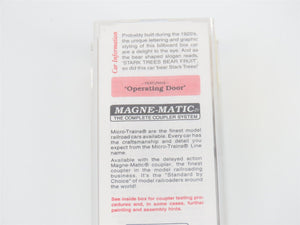 Car Information
Probably built during the 1920's,
the unique lettering and graphic
styling of this billboard box car
are a delight to the eye. And as
the bear shaped slogan reads,
"STARK TREES BEAR FRUIT",
so did this car bear Stark Trees!
"Operating Door"
MAGNE-MATIC®
THE COMPLETE COUPLER SYSTEM
Micro-Trains® are the finest model
railroad cars available. Every car has
the craftsmanship and detail you
expect from the Micro-Trains® Line
name.
Available with the delayed action
Magne-Matic® coupler, the finest
coupler in the model railroading
business. It's the "Standard by
Choice" of model railroaders around
the world!
See inside box for coupler testing pro-
cedures and, in some cases, further
painting and assembly hints.